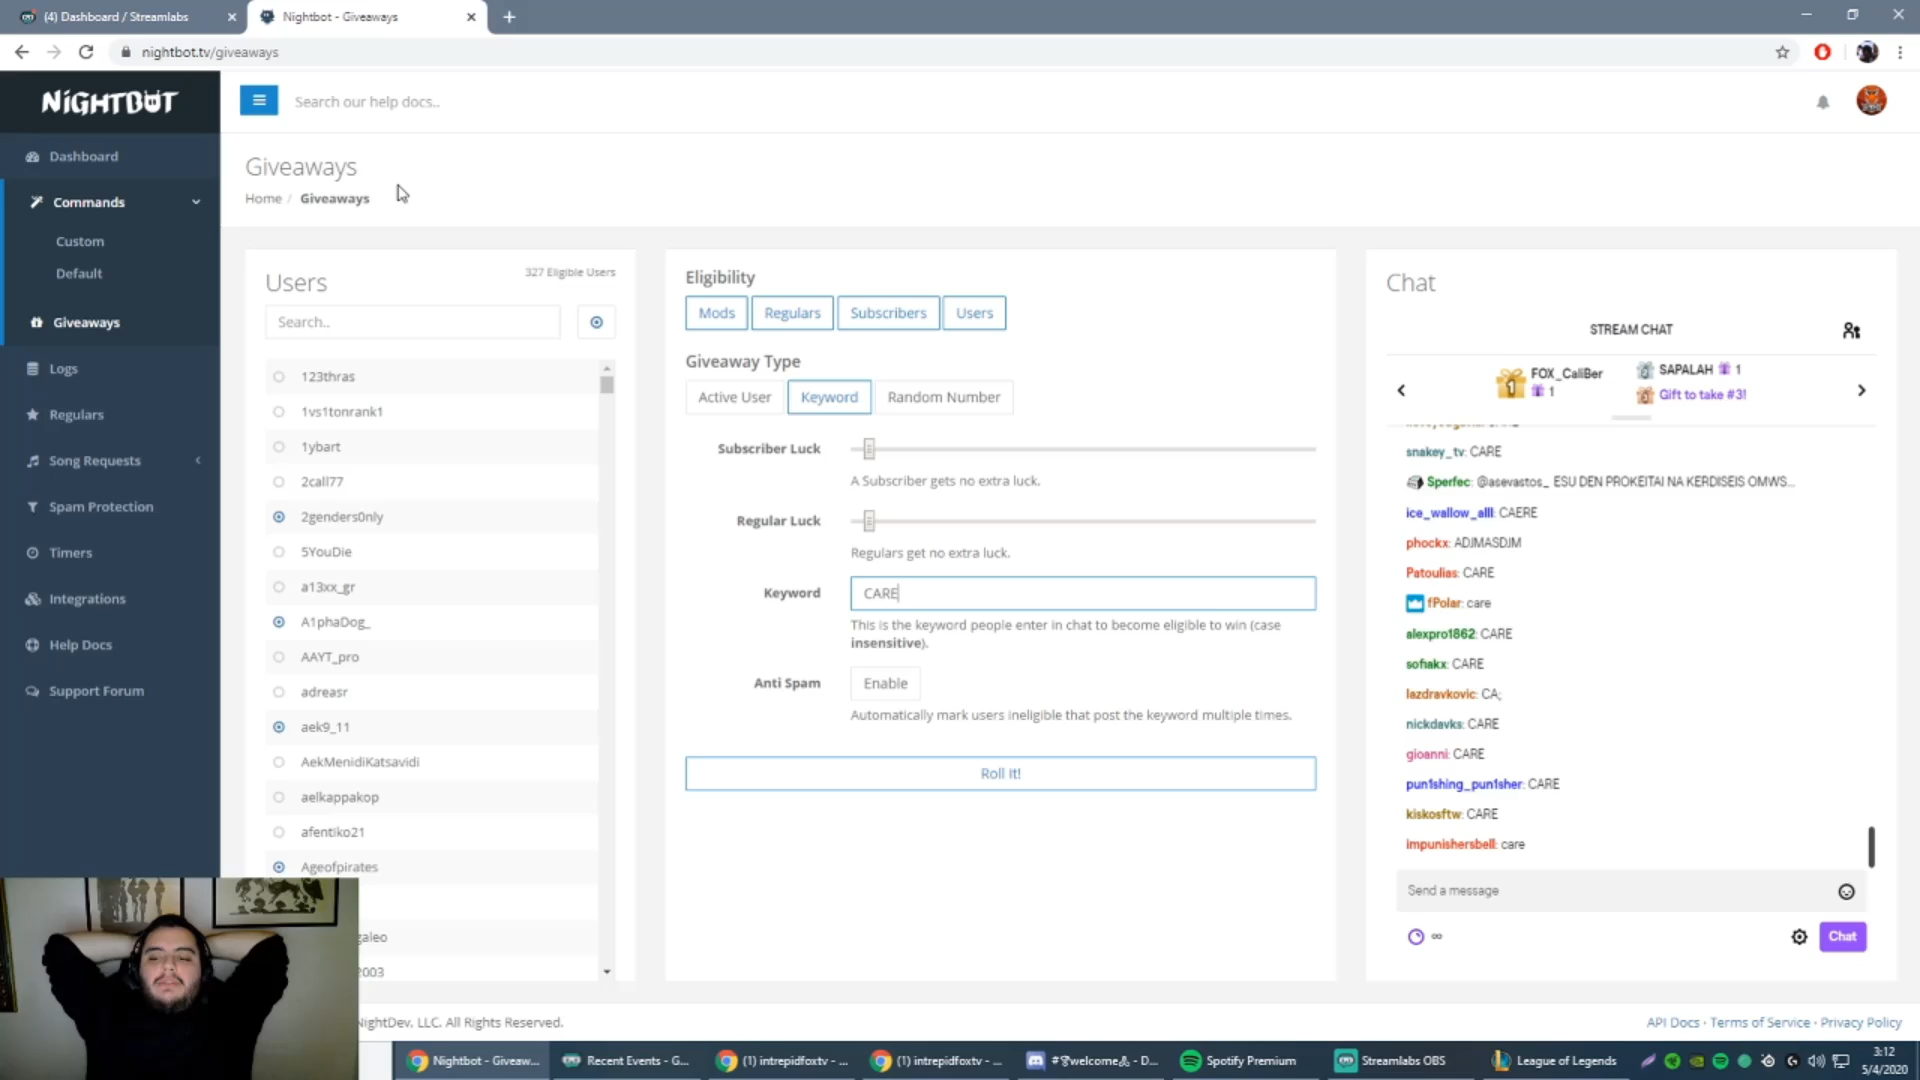 (4) Dashboard / Streamlabs
Nightbot - Giveaways
nightbot.tv/giveaways
NIGHTBOT
Search our help docs..
Dashboard
Commands
Custom
Default
Giveaways
Logs
Regulars
Song Requests
Spam Protection
Timers
Integrations
Help Docs
Support Forum
Giveaways
Home / Giveaways
Users
327 Eligible Users
Search..
123thras
1vs1tonrank1
1ybart
2call77
2genders0nly
5YouDie
a13xx_gr
A1phaDog_
AAYT_pro
adreasr
aek9_11
AekMenidiKatsavidi
aelkappakop
afentiko21
Ageofpirates
galeo
2003
Eligibility
Mods
Regulars
Subscribers
Users
Giveaway Type
Active User
Keyword
Random Number
Subscriber Luck
A Subscriber gets no extra luck.
Regular Luck
Regulars get no extra luck.
Keyword
CARE
This is the keyword people enter in chat to become eligible to win (case
insensitive).
Anti Spam
Enable
Automatically mark users ineligible that post the keyword multiple times.
Roll It!
Chat
STREAM CHAT
1
FOX_CaliBer
1
SAPALAH 1
Gift to take #3!
snakey_tv: CARE
Sperfec: @asevastos_ ESU DEN PROKEITAI NA KERDISEIS OMWS...
ice_wallow_alll: CAERE
phockx: ADJMASDJM
Patoulias: CARE
fPolar: care
alexpro1862: CARE
sofiakx: CARE
lazdravkovic: CA;
nickdavks: CARE
gioanni: CARE
pun1shing_pun1sher: CARE
kiskosftw: CARE
impunishersbell: care
Send a message
∞
Chat
NightDev, LLC. All Rights Reserved.
API Docs · Terms of Service · Privacy Policy
Nightbot - Giveaw...
Recent Events - G...
(1) intrepidfoxtv - ...
(1) intrepidfoxtv - ...
Spotify Premium
Streamlabs OBS
League of Legends
3:12
5/4/2020